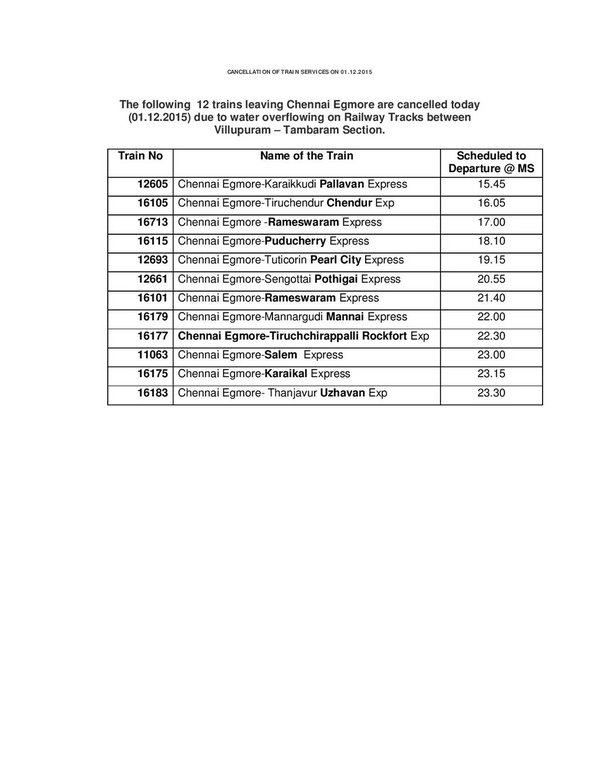 CANCELLATION OF TRAIN SERVICES ON 01.12.2015
The following 12 trains leaving Chennai Egmore are cancelled today
(01.12.2015) due to water overflowing on Railway Tracks between
Villupuram – Tambaram Section.
Train No Name of the Train Scheduled to
Departure @ MS
12605 Chennai Egmore-Karaikkudi Pallavan Express 15.45
16105 Chennai Egmore-Tiruchendur Chendur Exp 16.05
16713 Chennai Egmore -Rameswaram Express 17.00
16115 Chennai Egmore-Puducherry Express 18.10
12693 Chennai Egmore-Tuticorin Pearl City Express 19.15
12661 Chennai Egmore-Sengottai Pothigai Express 20.55
16101 Chennai Egmore-Rameswaram Express 21.40
16179 Chennai Egmore-Mannargudi Mannai Express 22.00
16177 Chennai Egmore-Tiruchchirappalli Rockfort Exp 22.30
11063 Chennai Egmore-Salem Express 23.00
16175 Chennai Egmore-Karaikal Express 23.15
16183 Chennai Egmore- Thanjavur Uzhavan Exp 23.30